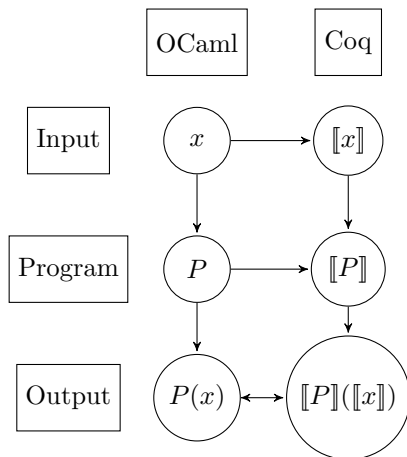 OCaml Coq
Input x ⟦x⟧
Program P ⟦P⟧
Output P(x) ⟦P⟧(⟦x⟧)